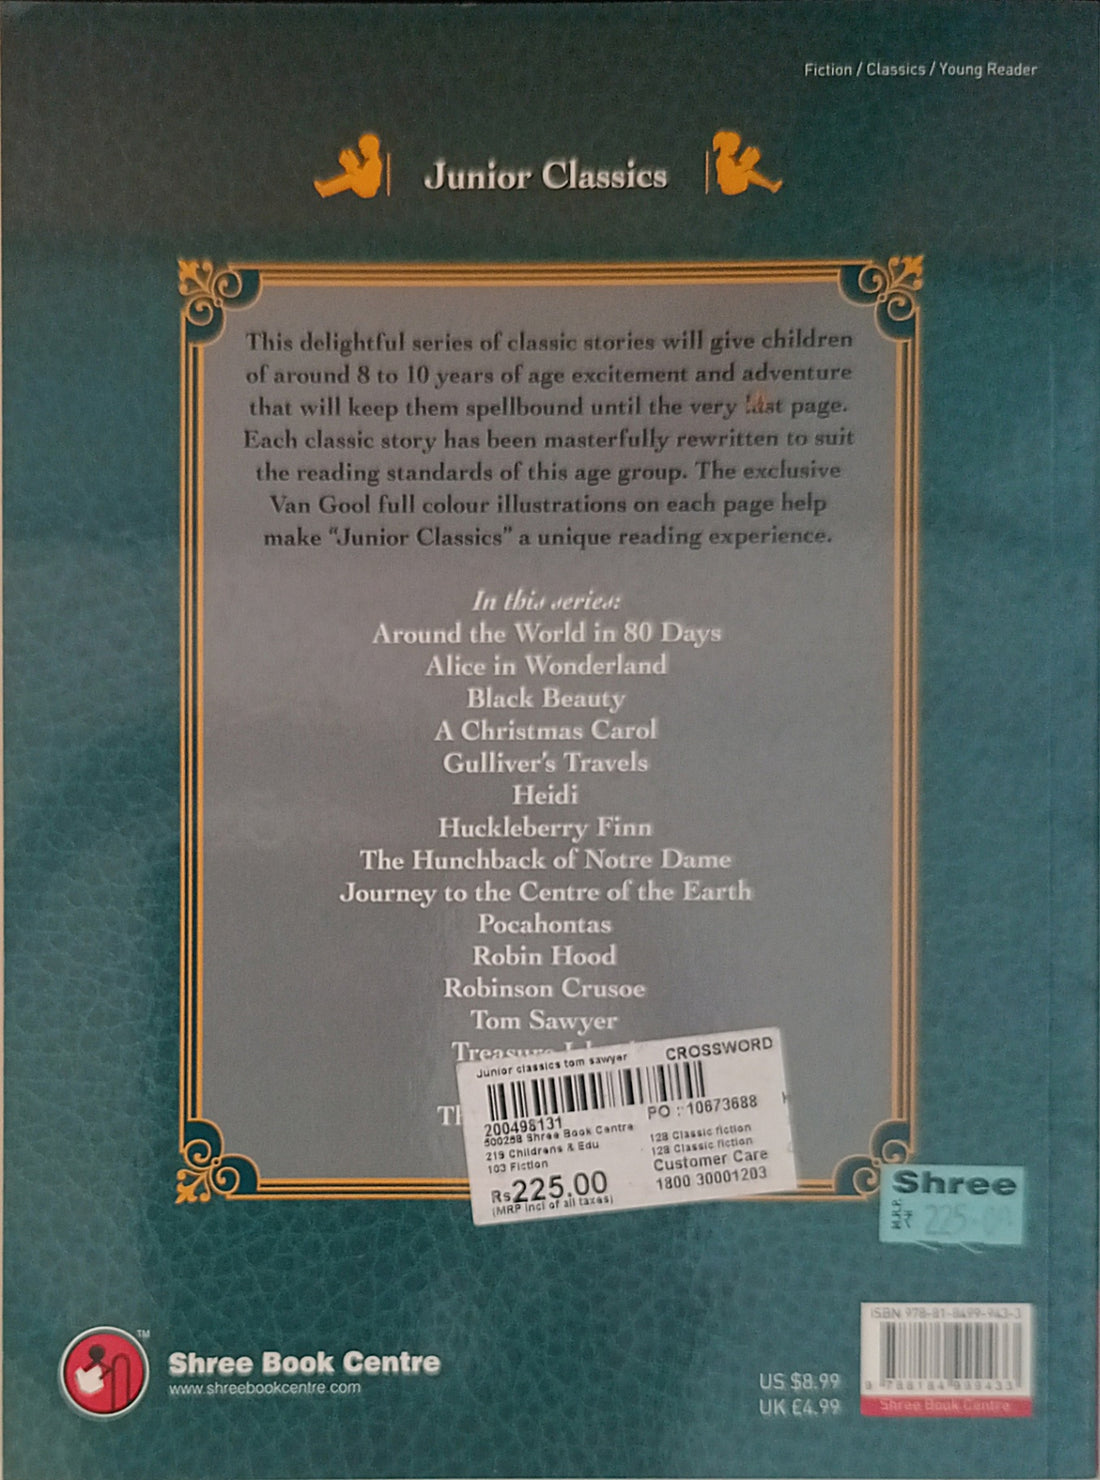 Fiction / Classics / Young Reader
Junior Classics
This delightful series of classic stories will give children
of around 8 to 10 years of age excitement and adventure
that will keep them spellbound until the very last page.
Each classic story has been masterfully rewritten to suit
the reading standards of this age group. The exclusive
Van Gool full colour illustrations on each page help
make “Junior Classics” a unique reading experience.
In this series:
Around the World in 80 Days
Alice in Wonderland
Black Beauty
A Christmas Carol
Gulliver's Travels
Heidi
Huckleberry Finn
The Hunchback of Notre Dame
Journey to the Centre of the Earth
Pocahontas
Robin Hood
Robinson Crusoe
Tom Sawyer
Treasure
Junior classics tom sawyer CROSSWORD
200498131 PO : 10673688
500258 Shree Book Centre 128 Classic fiction
219 Childrens & Edu 128 Classic fiction
103 Fiction Customer Care
Rs225.00 1800 30001203
(MRP incl of all taxes)
Shree
M.R.P. ₹ 225
ISBN 978-81-8499-943-3
9 788184 999433
Shree Book Centre
US $8.99
UK £4.99
TM
Shree Book Centre
www.shreebookcentre.com